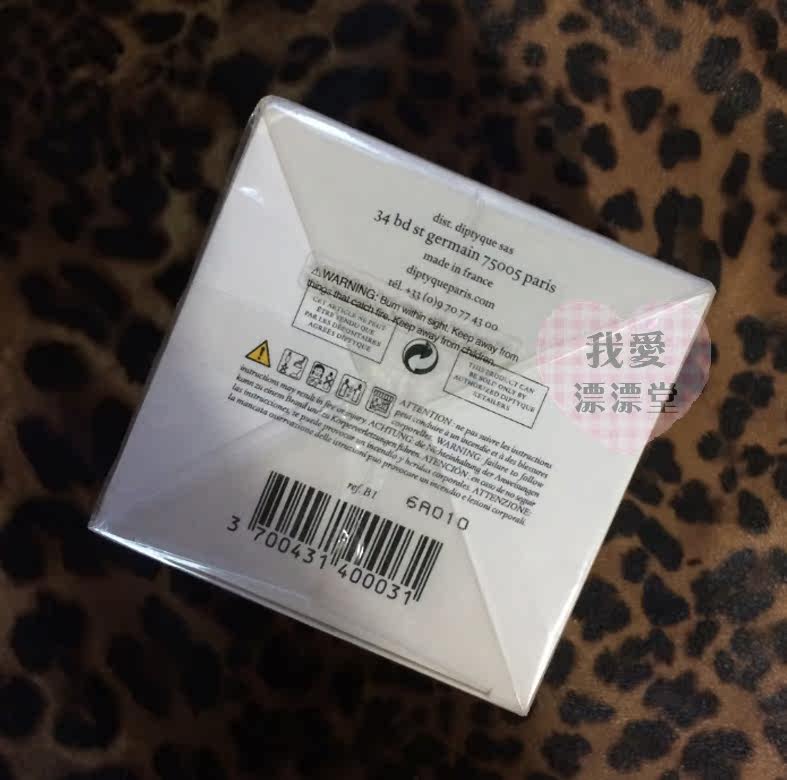 dist. diptyque sas
34 bd st germain 75005 paris
made in france
diptyqueparis.com
tél. +33 (0)9 70 77 43 00
⚠WARNING: Burn within sight. Keep away from
things that catch fire. Keep away from children.
CET ARTICLE NE PEUT
ÊTRE VENDU QUE
PAR LES DÉPOSITAIRES
AGRÉÉS DIPTYQUE
THIS PRODUCT CAN
BE SOLD ONLY BY
AUTHORIZED DIPTYQUE
RETAILERS
ATTENTION : ne pas suivre les instructions
peut conduire à un incendie et à des blessures
corporelles. WARNING: failure to follow
instructions may result in fire or injury. ACHTUNG: die Nichteinhaltung der Anweisungen
kann zu einem Brand und zu Körperverletzungen führen. ATENCIÓN: en caso de no seguir
las instrucciones, se puede provocar un incendio y heridas corporales. ATTENZIONE:
la mancata osservazione delle istruzioni può provocare un incendio e lesioni corporali.
ref. B1
6A010
3 700431 400031
我愛
漂漂堂